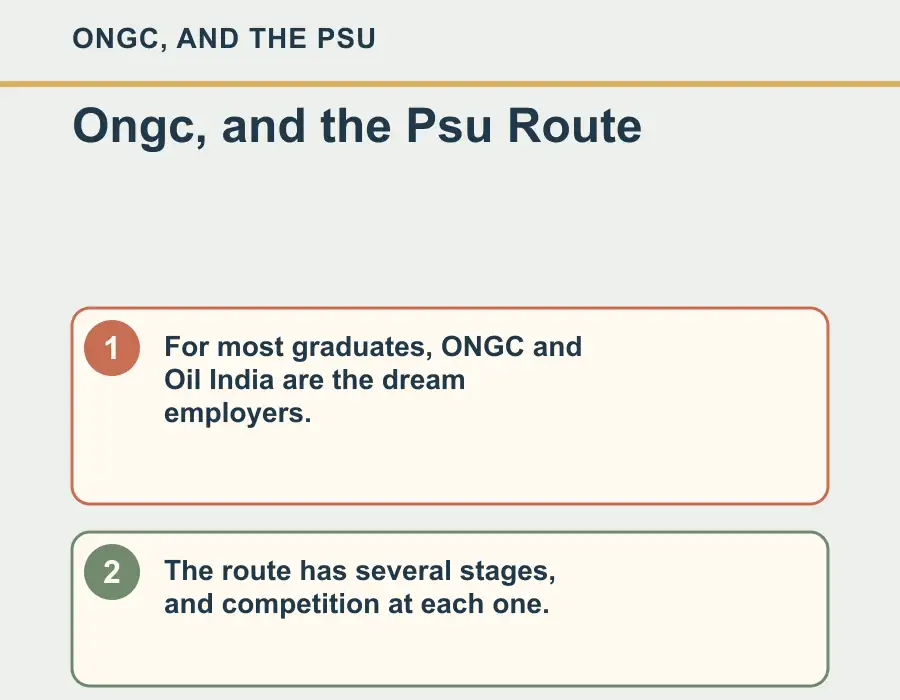 ONGC, AND THE PSU
Ongc, and the Psu Route
1
For most graduates, ONGC and
Oil India are the dream
employers.
2
The route has several stages,
and competition at each one.